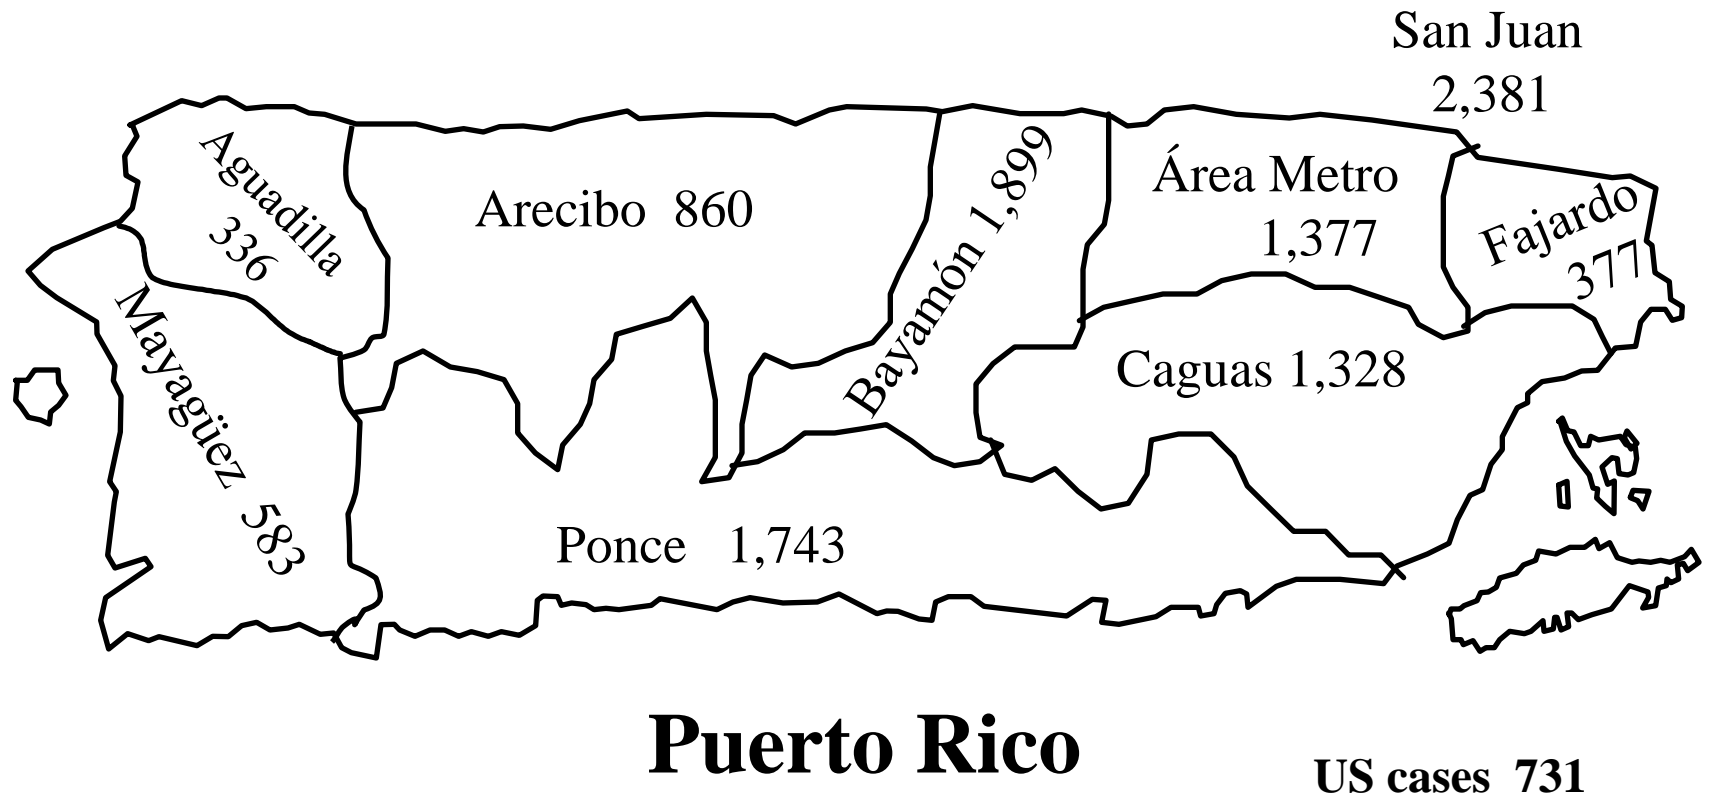 San Juan
2,381
Aguadilla
336
Arecibo 860
Bayamón 1,899
Área Metro
1,377
Fajardo
377
Mayagüez 583
Caguas 1,328
Ponce 1,743
Puerto Rico
US cases 731